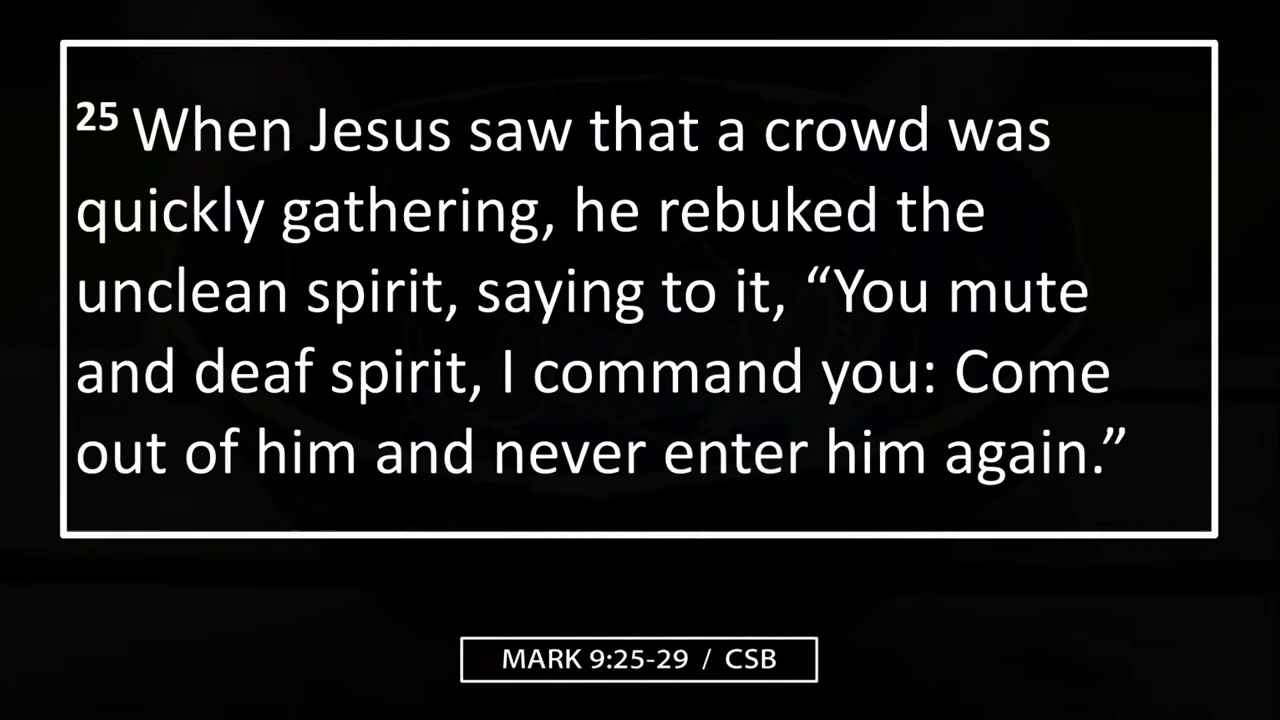 25 When Jesus saw that a crowd was
quickly gathering, he rebuked the
unclean spirit, saying to it, “You mute
and deaf spirit, I command you: Come
out of him and never enter him again.”
MARK 9:25-29 / CSB